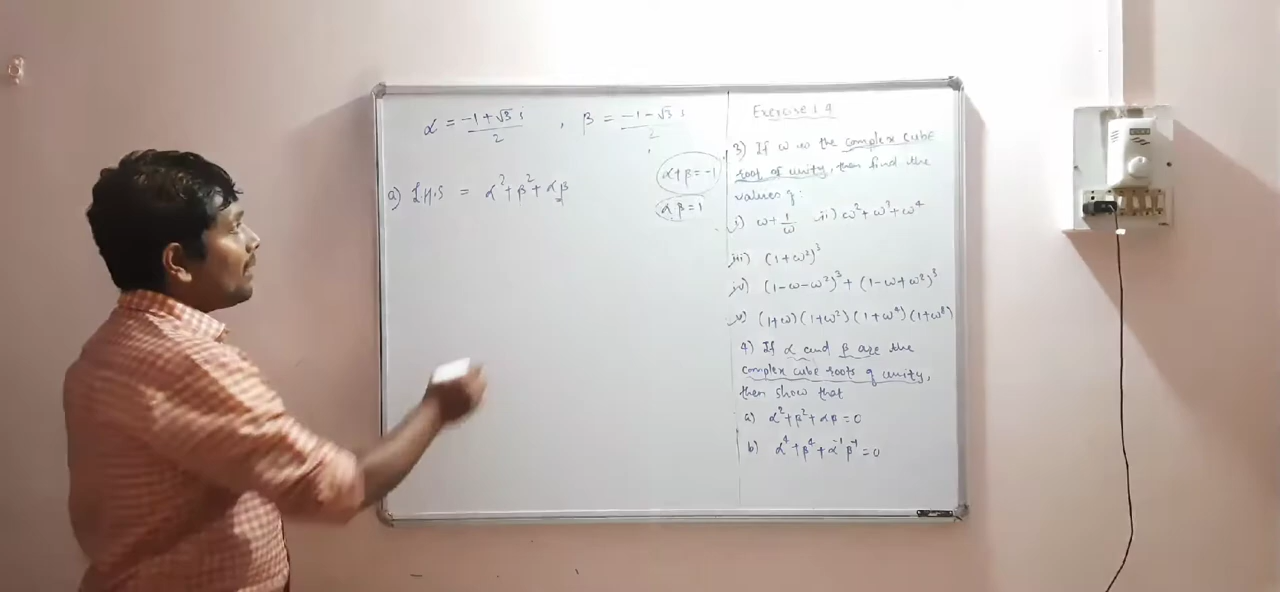 α = (-1+√3 i)/2 , β = (-1-√3 i)/2
α+β = -1
a) L.H.S = α² + β² + αβ
αβ = 1
Exercise 1.4
3) If ω is the complex cube
root of unity, then find the
values of:
i) ω + 1/ω ii) ω² + ω³ + ω⁴
iii) (1+ω²)³
iv) (1-ω-ω²)³ + (1-ω+ω²)³
v) (1+ω)(1+ω²)(1+ω⁴)(1+ω⁸)
4) If α and β are the
complex cube roots of unity,
then show that
a) α² + β² + αβ = 0
b) α⁴ + β⁴ + α⁻¹β⁻¹ = 0